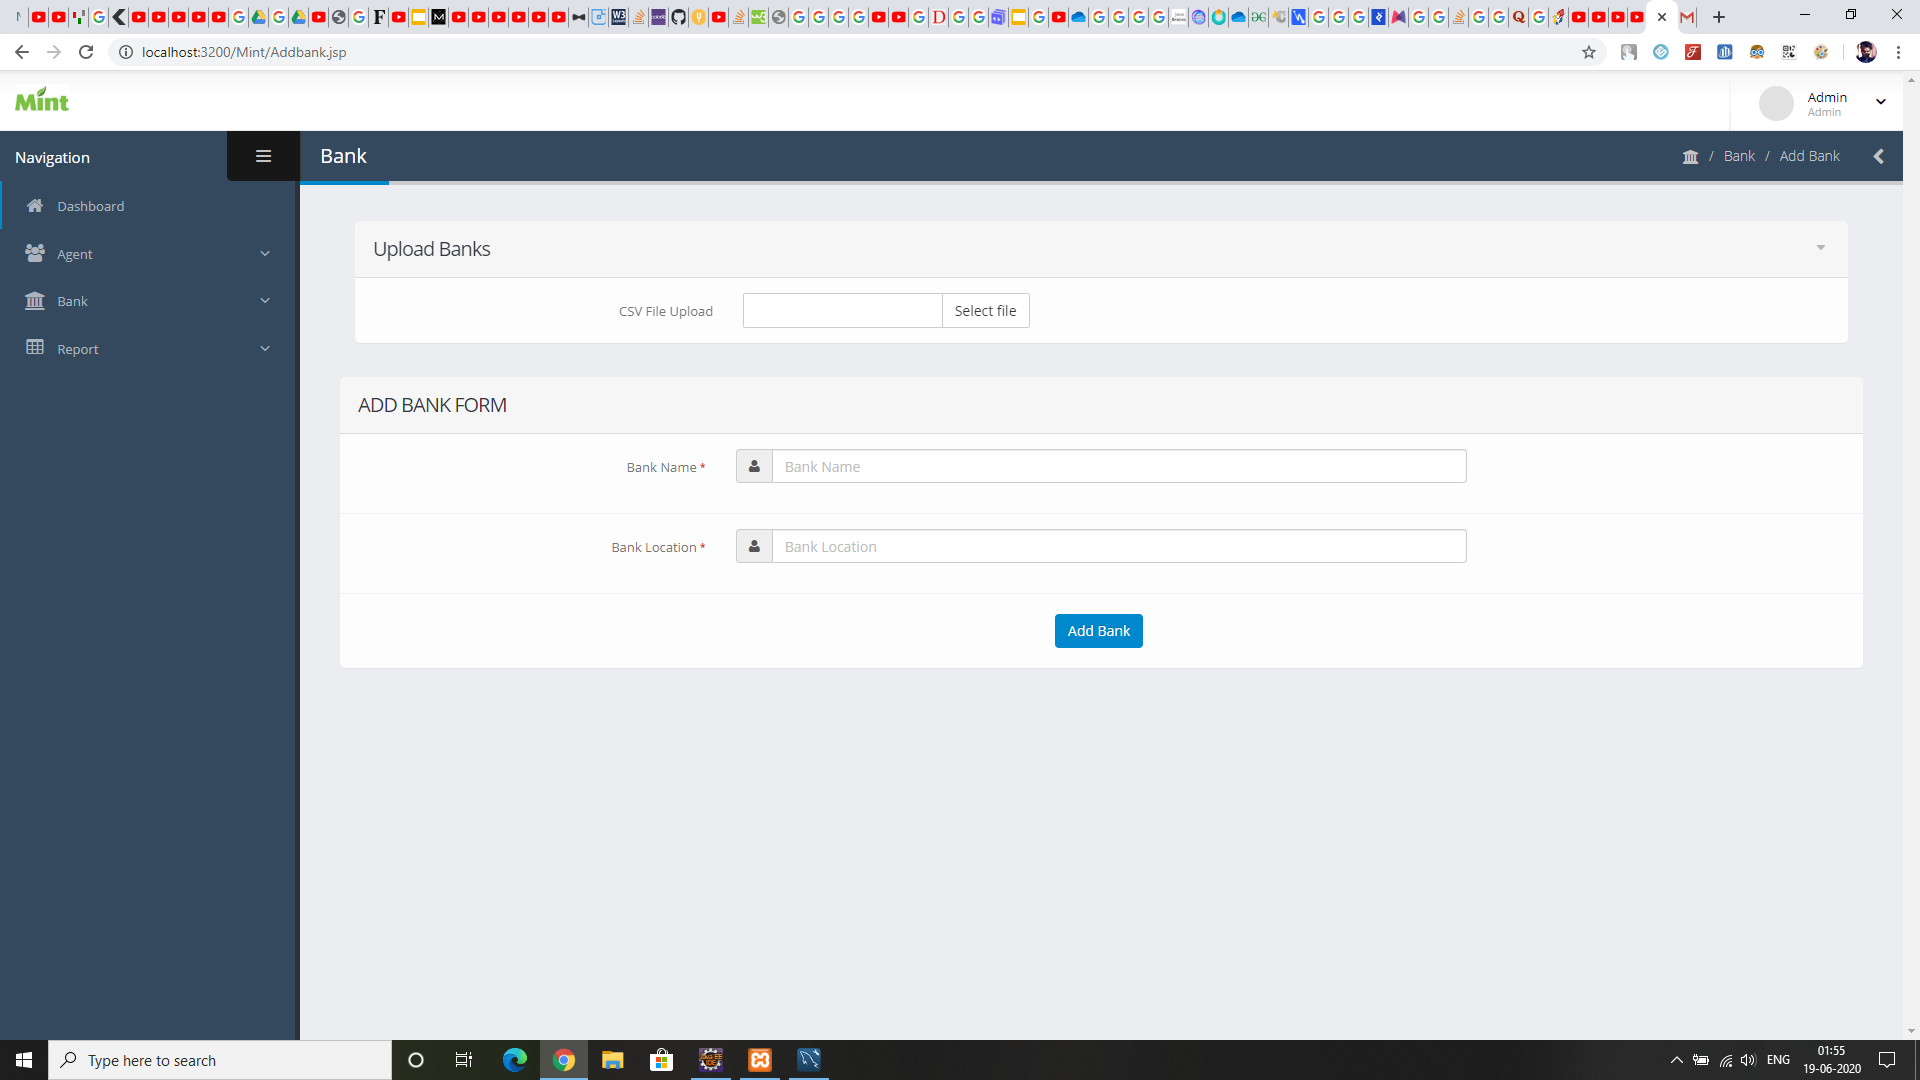 localhost:3200/Mint/Addbank.jsp
Mint
Admin
Admin
Navigation
Bank
/ Bank / Add Bank
Dashboard
Agent
Bank
Report
Upload Banks
CSV File Upload
Select file
ADD BANK FORM
Bank Name *
Bank Name
Bank Location *
Bank Location
Add Bank
Type here to search
ENG
01:55
19-06-2020